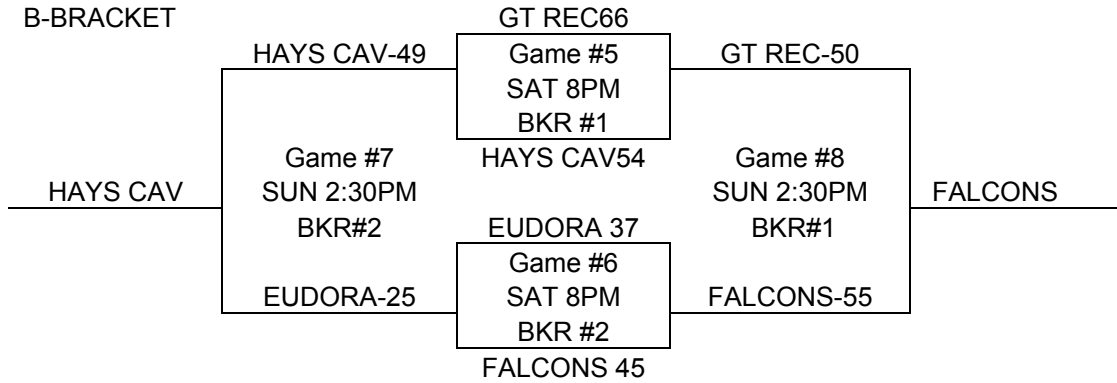 B-BRACKET
GT REC66
HAYS CAV-49
Game #5
SAT 8PM
BKR #1
GT REC-50
HAYS CAV54
HAYS CAV
Game #7
SUN 2:30PM
BKR#2
Game #8
SUN 2:30PM
BKR#1
FALCONS
EUDORA 37
EUDORA-25
Game #6
SAT 8PM
BKR #2
FALCONS-55
FALCONS 45